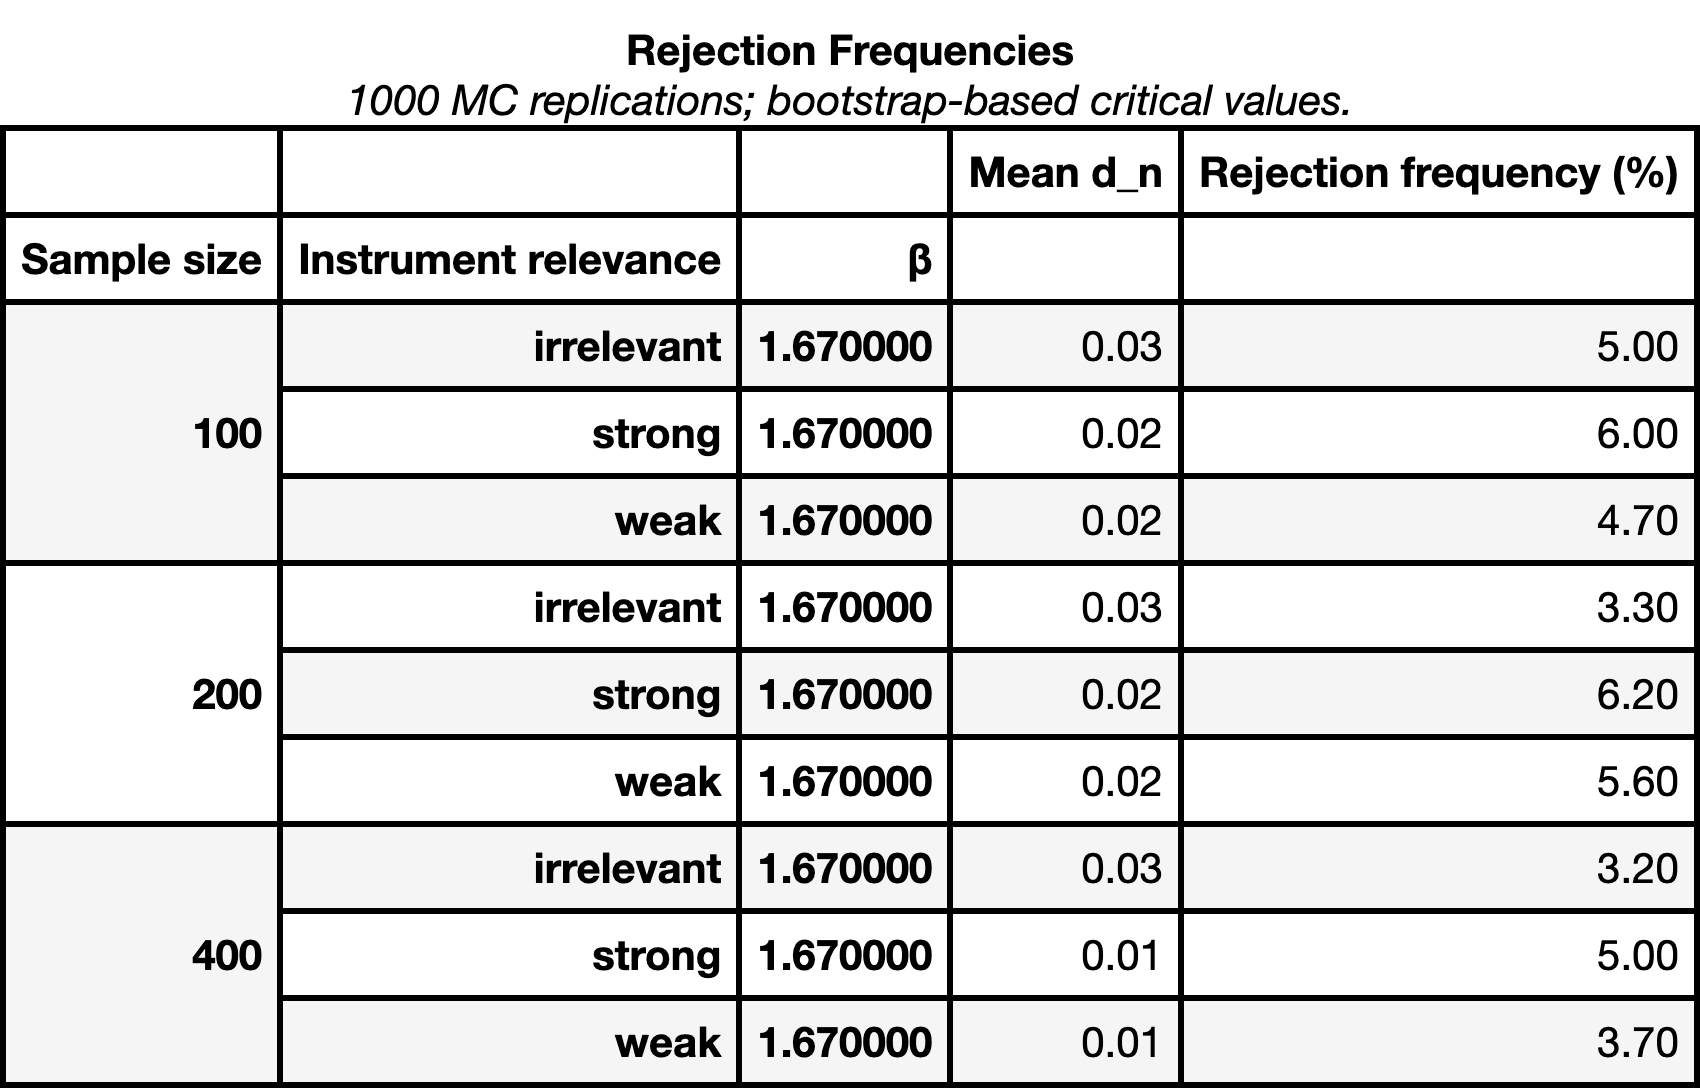 Rejection Frequencies
1000 MC replications; bootstrap-based critical values.
Mean d_n Rejection frequency (%)
Sample size Instrument relevance β
100 irrelevant 1.670000 0.03 5.00
strong 1.670000 0.02 6.00
weak 1.670000 0.02 4.70
200 irrelevant 1.670000 0.03 3.30
strong 1.670000 0.02 6.20
weak 1.670000 0.02 5.60
400 irrelevant 1.670000 0.03 3.20
strong 1.670000 0.01 5.00
weak 1.670000 0.01 3.70